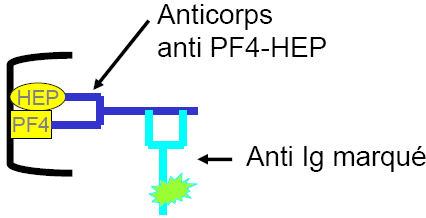 Anticorps
anti PF4-HEP
HEP
PF4
Anti Ig marqué